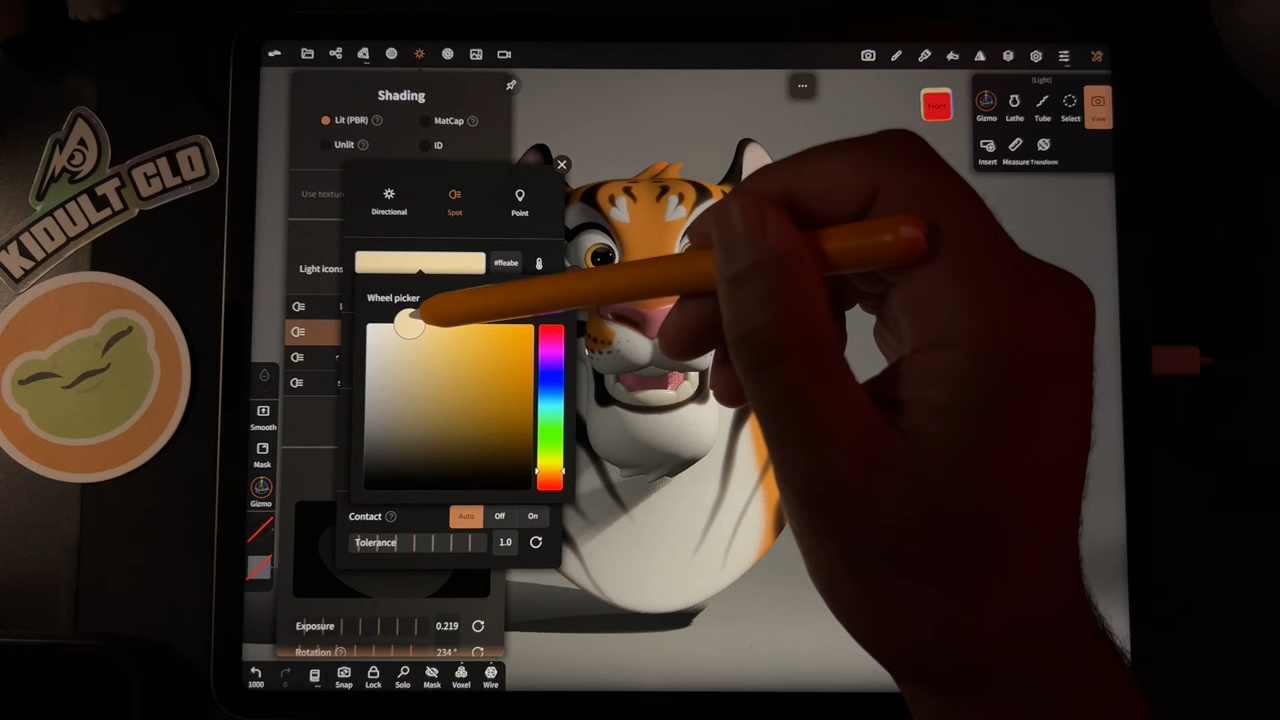 KIDULT CLO
Shading
Lit (PBR)
MatCap
Unlit
ID
Use textur
Directional
Spot
Point
#ffeabe
Light icons
Wheel picker
Contact
Auto
Off
On
Tolerance
1.0
Exposure
0.219
Rotation
234°
Smooth
Mask
Gizmo
1000
0
Snap
Lock
Solo
Mask
Voxel
Wire
Front
(Light)
Gizmo
Lathe
Tube
Select
View
Insert
Measure
Transform